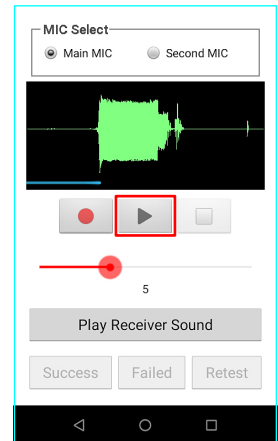 MIC Select
Main MIC Second MIC
5
Play Receiver Sound
Success Failed Retest